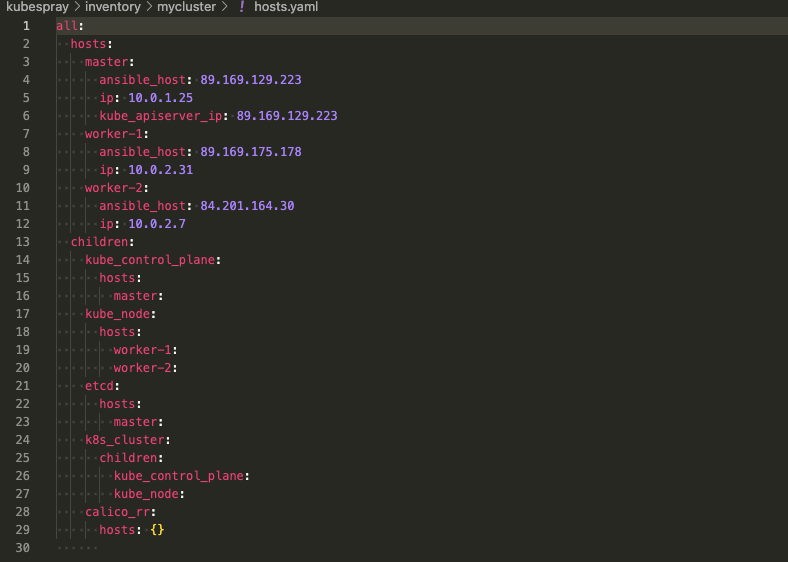 kubespray > inventory > mycluster > ! hosts.yaml
1 all:
2   hosts:
3     master:
4       ansible_host: 89.169.129.223
5       ip: 10.0.1.25
6       kube_apiserver_ip: 89.169.129.223
7     worker-1:
8       ansible_host: 89.169.175.178
9       ip: 10.0.2.31
10     worker-2:
11       ansible_host: 84.201.164.30
12       ip: 10.0.2.7
13   children:
14     kube_control_plane:
15       hosts:
16         master:
17     kube_node:
18       hosts:
19         worker-1:
20         worker-2:
21     etcd:
22       hosts:
23         master:
24     k8s_cluster:
25       children:
26         kube_control_plane:
27         kube_node:
28     calico_rr:
29       hosts: {}
30